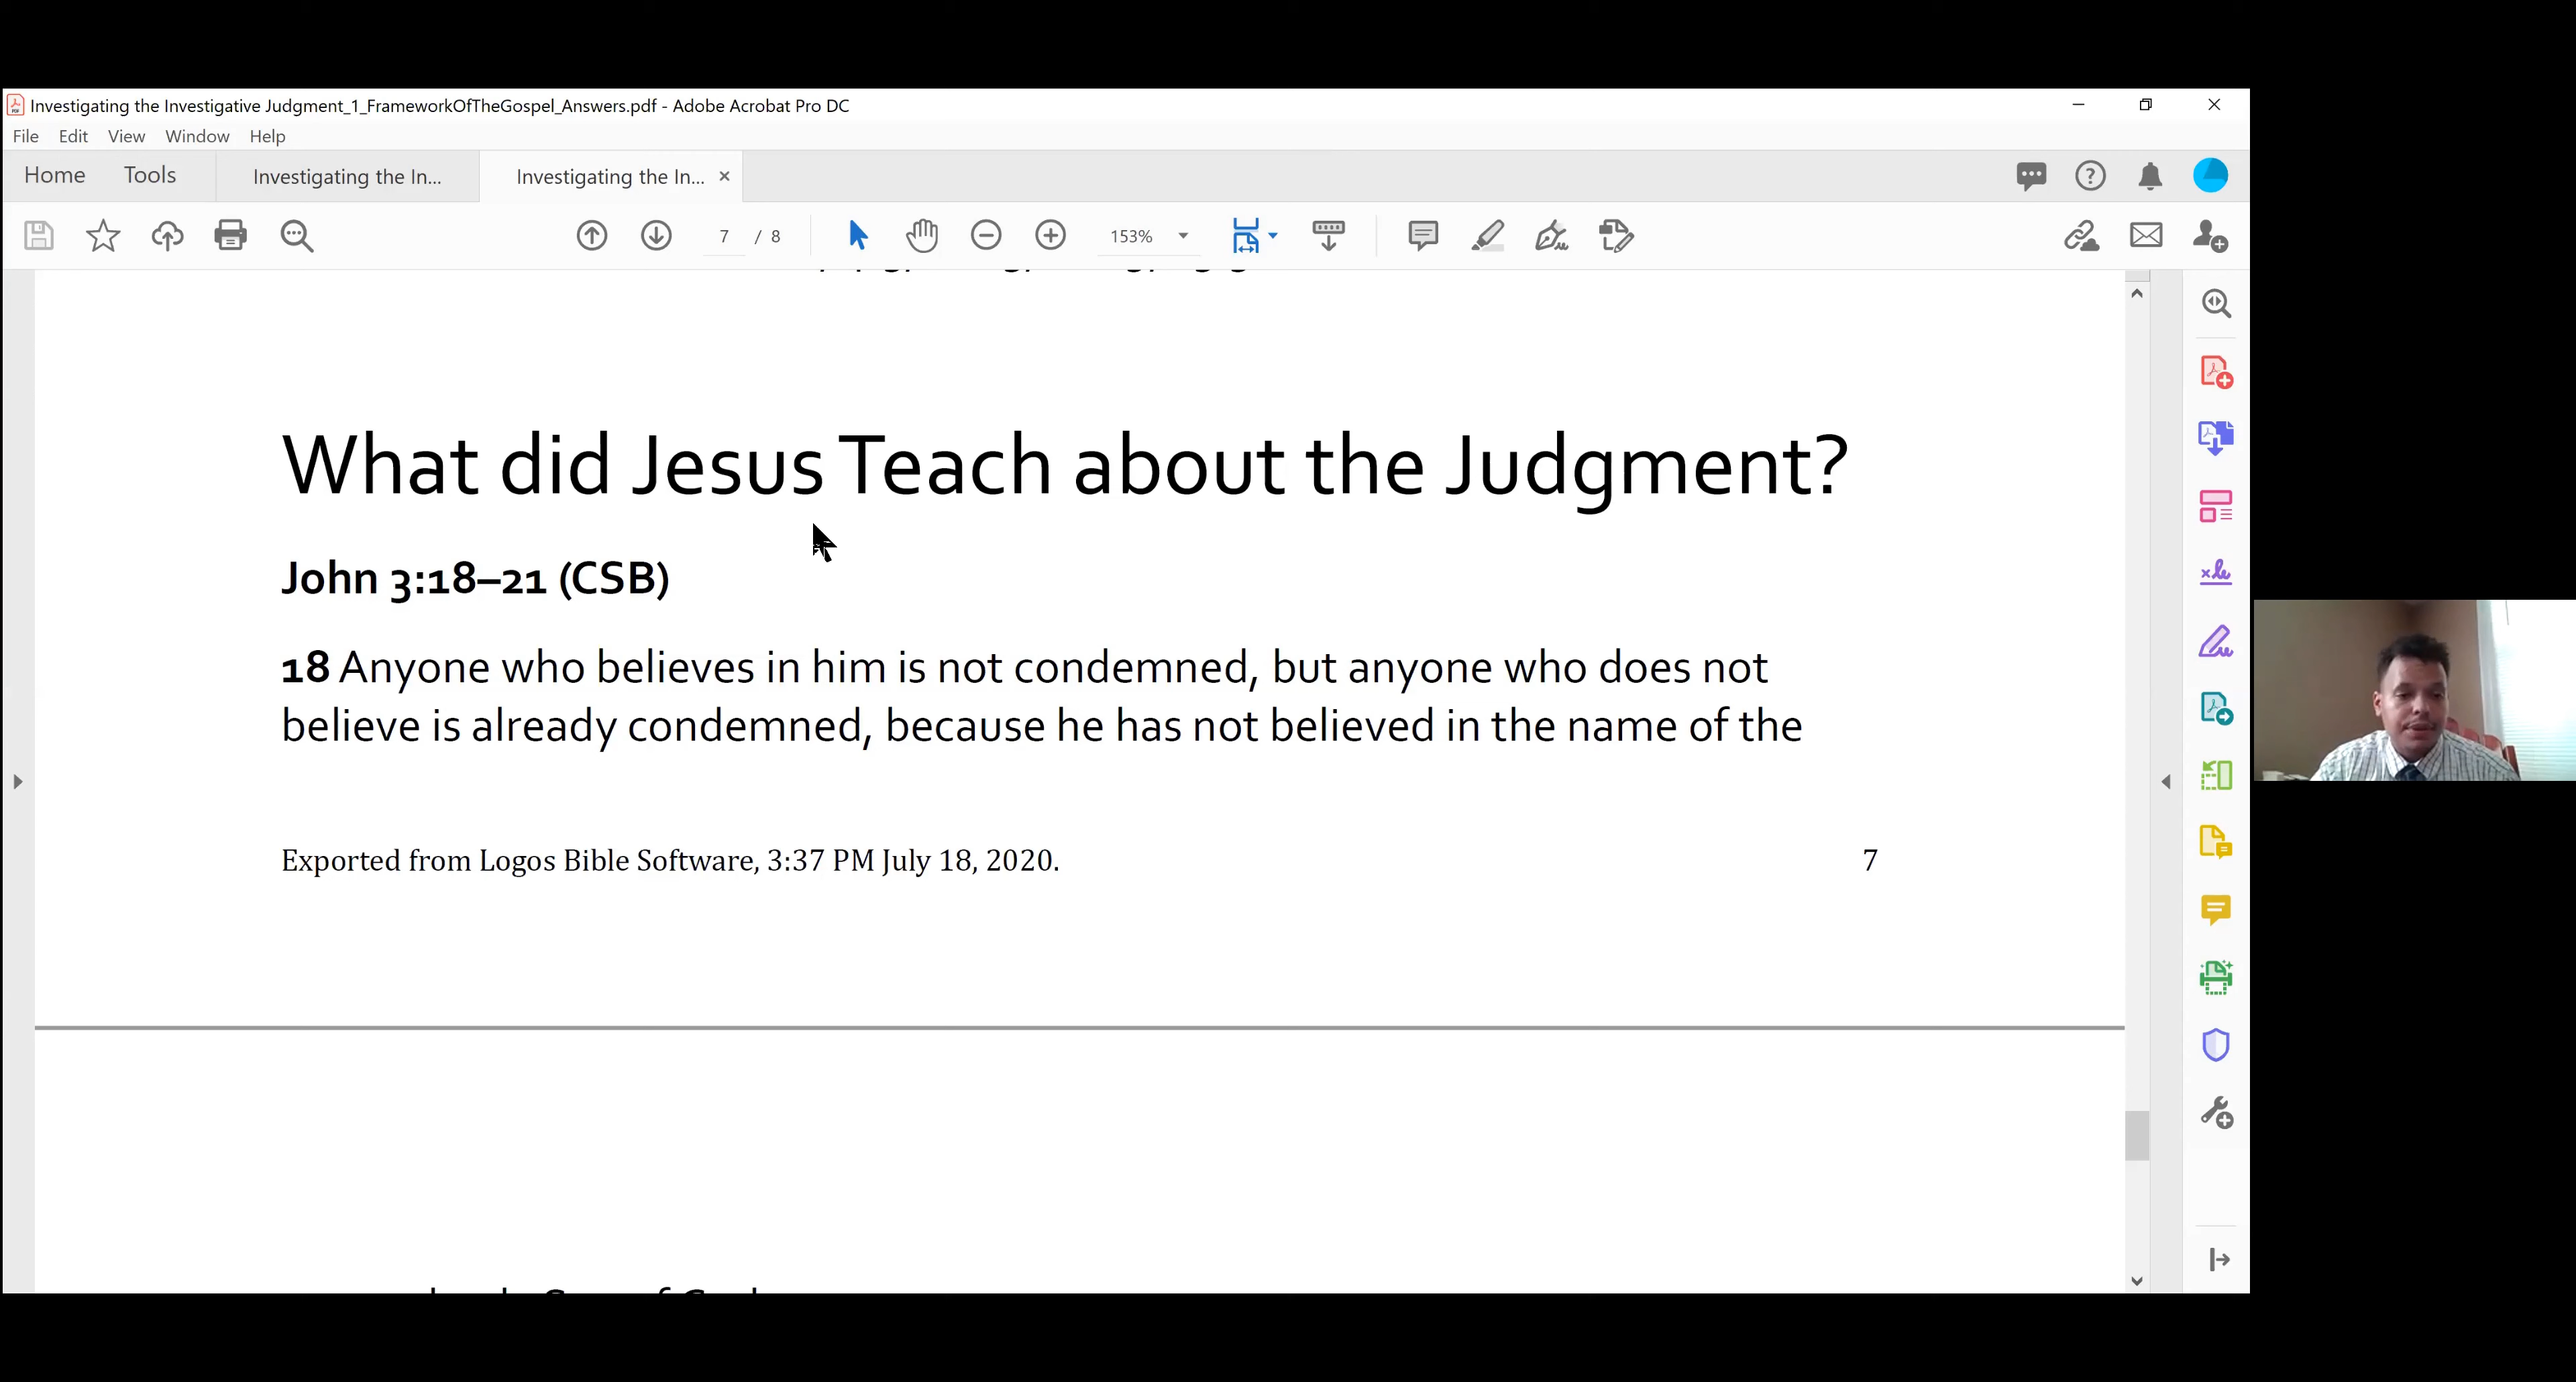 Investigating the Investigative Judgment_1_FrameworkOfTheGospel_Answers.pdf - Adobe Acrobat Pro DC
File Edit View Window Help
Home Tools Investigating the In... Investigating the In...
7 / 8 153%
What did Jesus Teach about the Judgment?
John 3:18–21 (CSB)
18 Anyone who believes in him is not condemned, but anyone who does not
believe is already condemned, because he has not believed in the name of the
Exported from Logos Bible Software, 3:37 PM July 18, 2020. 7